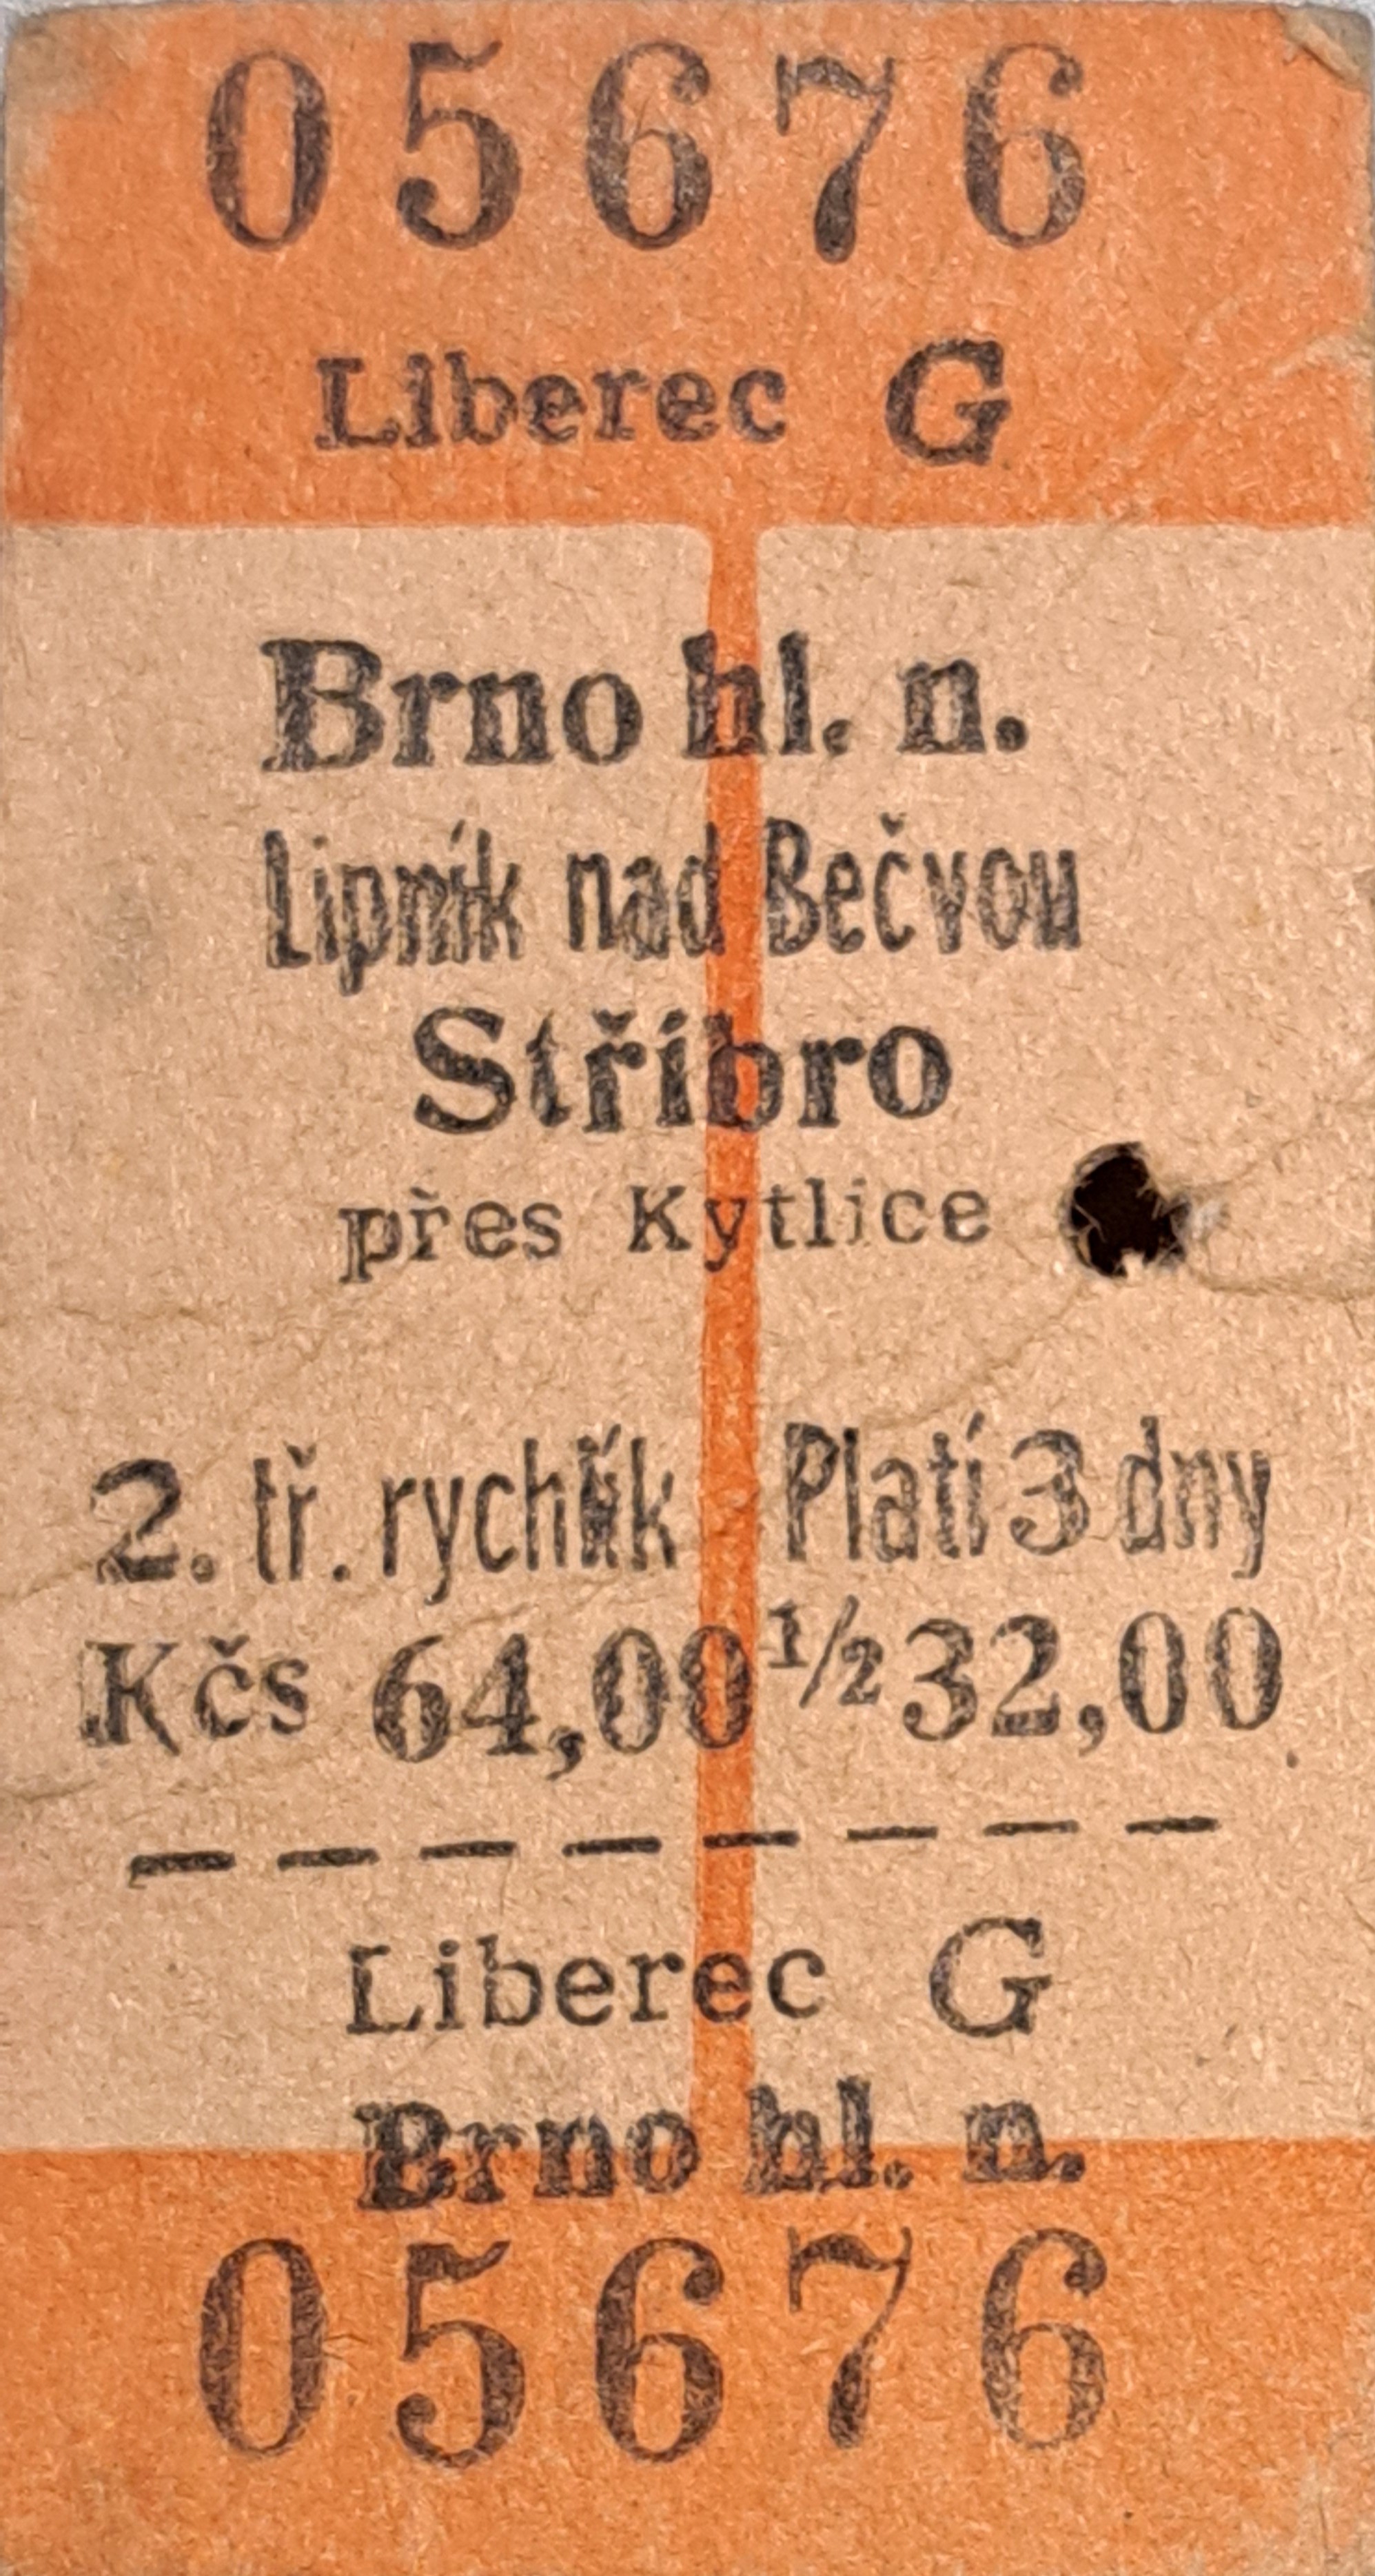 05676
Liberec G
Brno hl. n.
Lipník nad Bečvou
Stříbro
přes Kytlice
2. tř. rychlík Platí 3 dny
Kčs 64,00 ½ 32,00
Liberec G
Brno hl. n.
05676